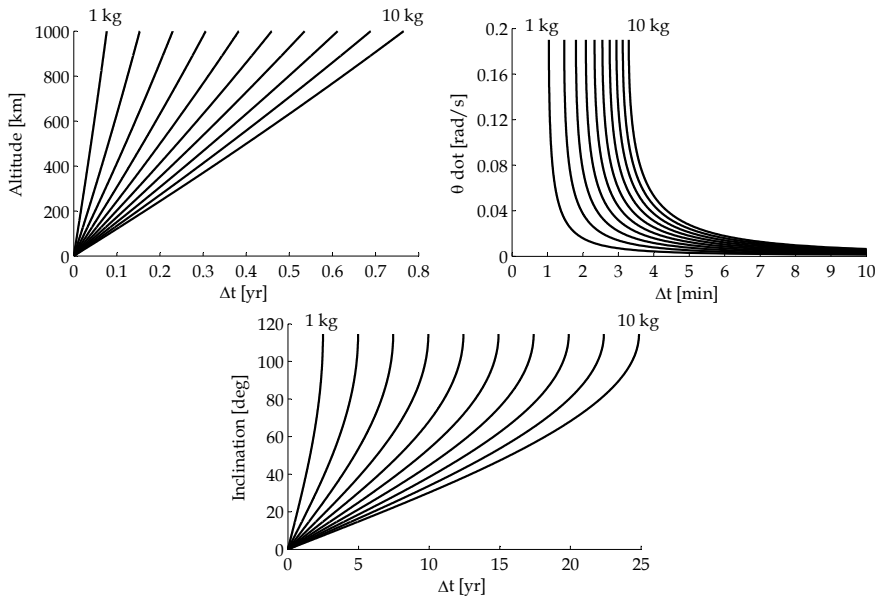 1 kg 10 kg
1000
800
600
400
200
0
Altitude [km]
0 0.1 0.2 0.3 0.4 0.5 0.6 0.7 0.8
Δt [yr]
1 kg 10 kg
0.2
0.16
0.12
0.08
0.04
0
θ dot [rad/s]
0 1 2 3 4 5 6 7 8 9 10
Δt [min]
1 kg 10 kg
120
100
80
60
40
20
0
Inclination [deg]
0 5 10 15 20 25
Δt [yr]